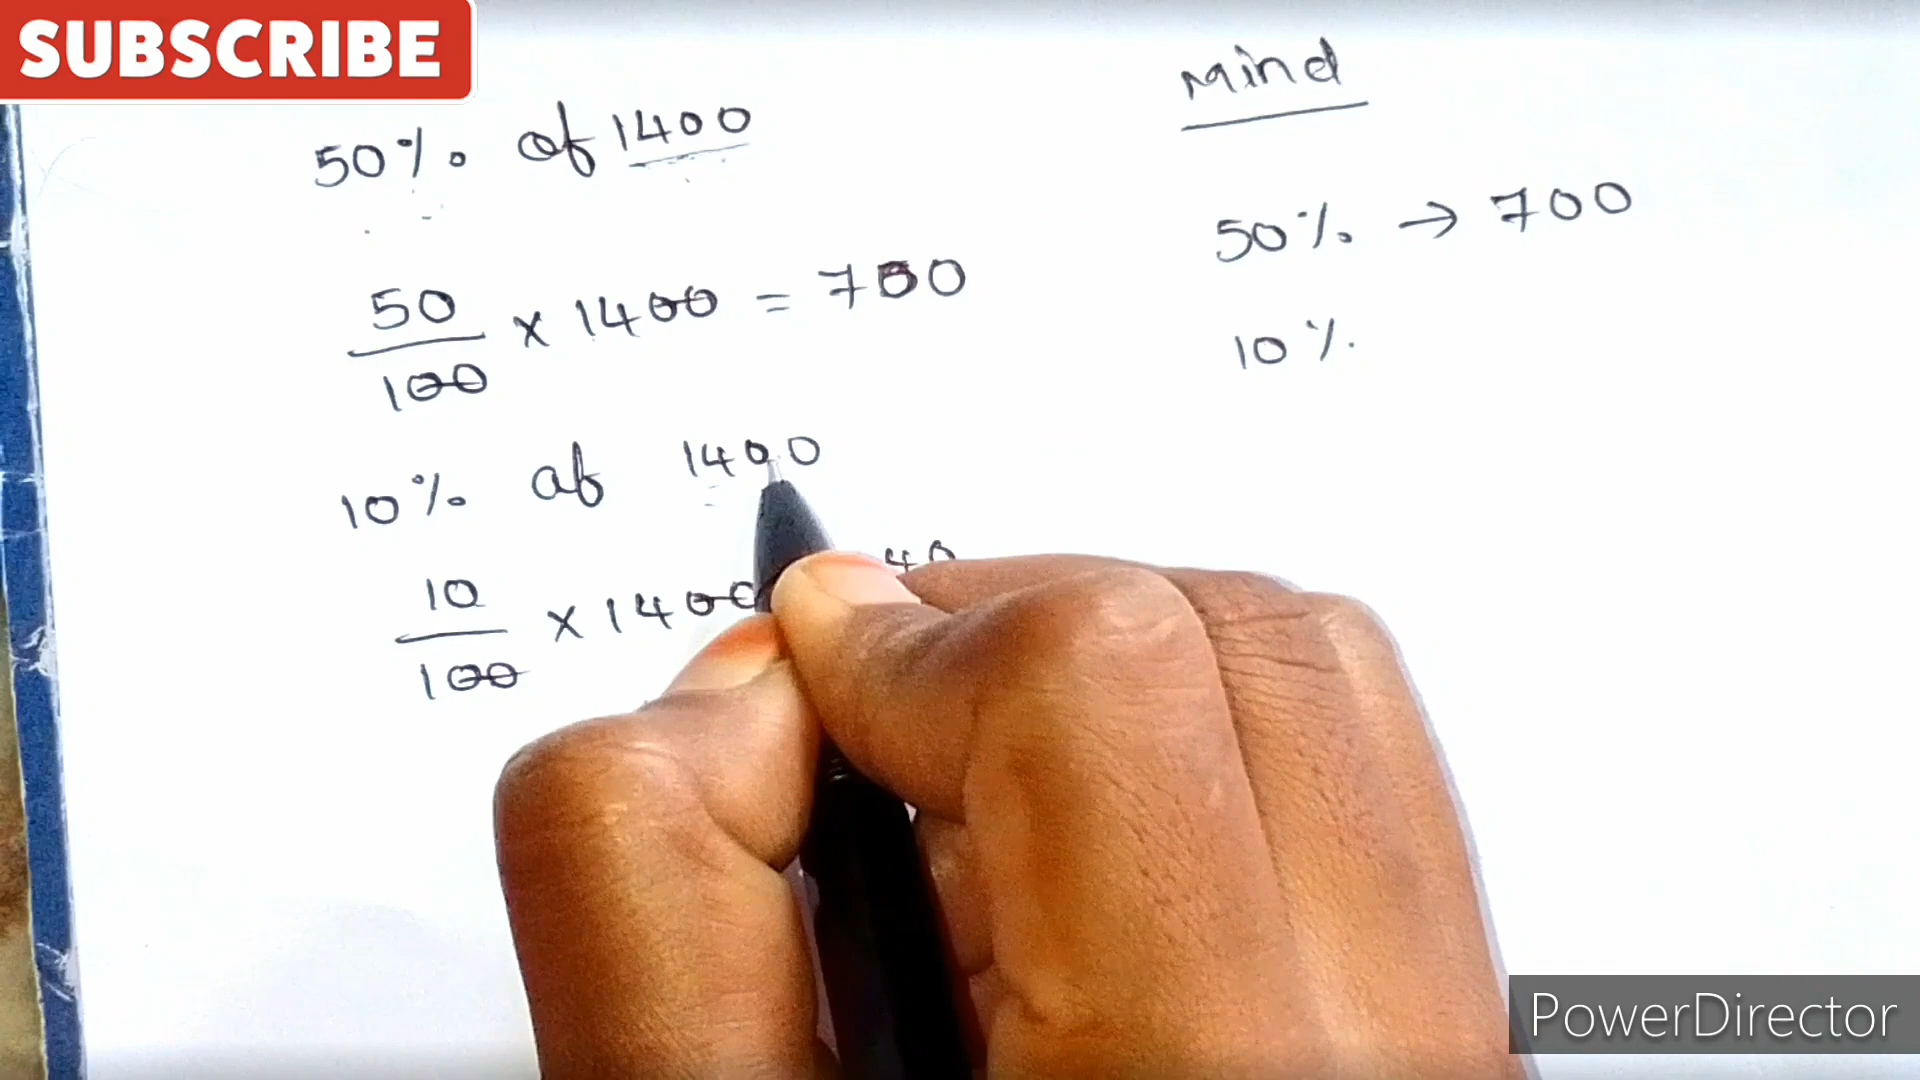 SUBSCRIBE
Mind
50% of 1400
50% → 700
50/100 × 1400 = 700
10%
10% of 1400
10/100 × 1400 40
PowerDirector